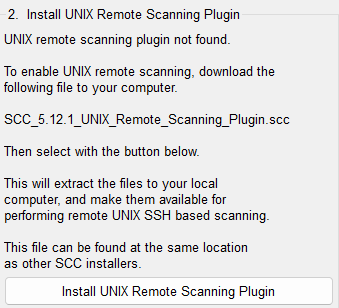 2. Install UNIX Remote Scanning Plugin
UNIX remote scanning plugin not found.
To enable UNIX remote scanning, download the
following file to your computer.
SCC_5.12.1_UNIX_Remote_Scanning_Plugin.scc
Then select with the button below.
This will extract the files to your local
computer, and make them available for
performing remote UNIX SSH based scanning.
This file can be found at the same location
as other SCC installers.
Install UNIX Remote Scanning Plugin